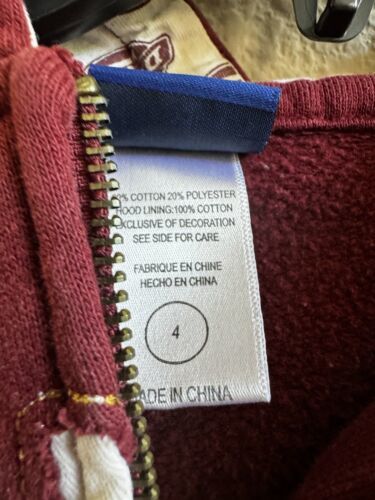 % COTTON 20% POLYESTER
HOOD LINING:100% COTTON
EXCLUSIVE OF DECORATION
SEE SIDE FOR CARE
FABRIQUE EN CHINE
HECHO EN CHINA
4
MADE IN CHINA